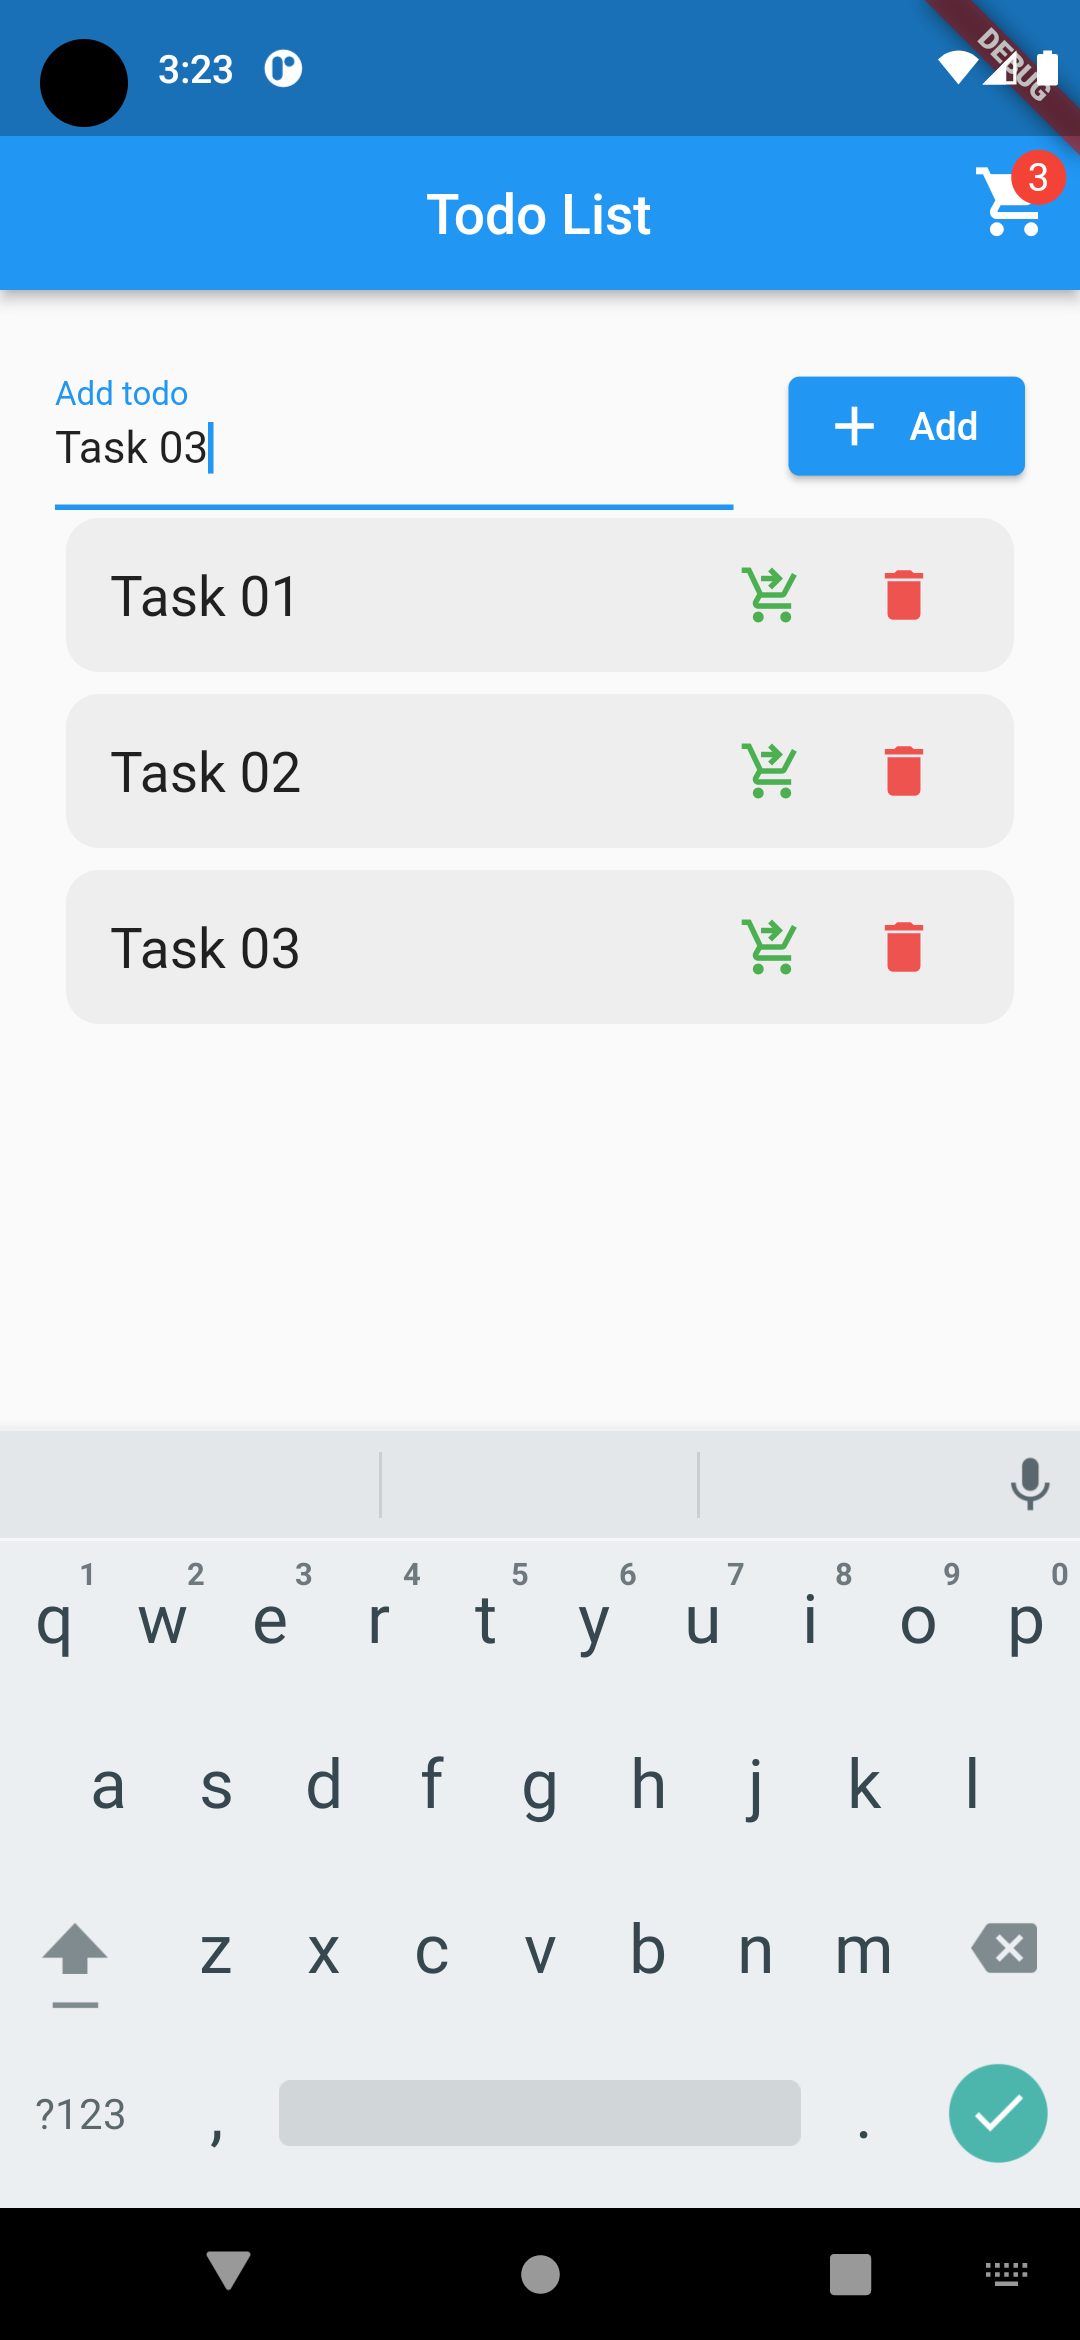 3:23
DEBUG
Todo List
3
Add todo
Task 03
Add
Task 01
Task 02
Task 03
1 2 3 4 5 6 7 8 9 0
q w e r t y u i o p
a s d f g h j k l
z x c v b n m
?123 , .